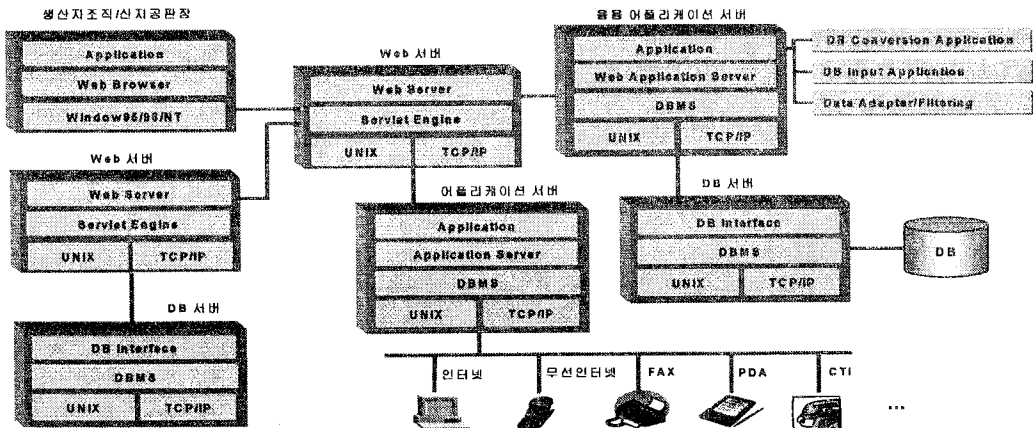 생산자조직/산지공판장
Application
Web Browser
Window95/98/NT
Web 서버
Web Server
Servlet Engine
UNIX TCP/IP
응용 어플리케이션 서버
Application
Web Application Server
DBMS
UNIX TCP/IP
DB Conversion Application
DB Input Application
Data Adapter/Filtering
Web 서버
Web Server
Servlet Engine
UNIX TCP/IP
어플리케이션 서버
Application
Application Server
DBMS
UNIX TCP/IP
DB 서버
DB Interface
DBMS
UNIX TCP/IP
DB
DB 서버
DB Interface
DBMS
UNIX TCP/IP
인터넷 무선인터넷 FAX PDA CTI
...